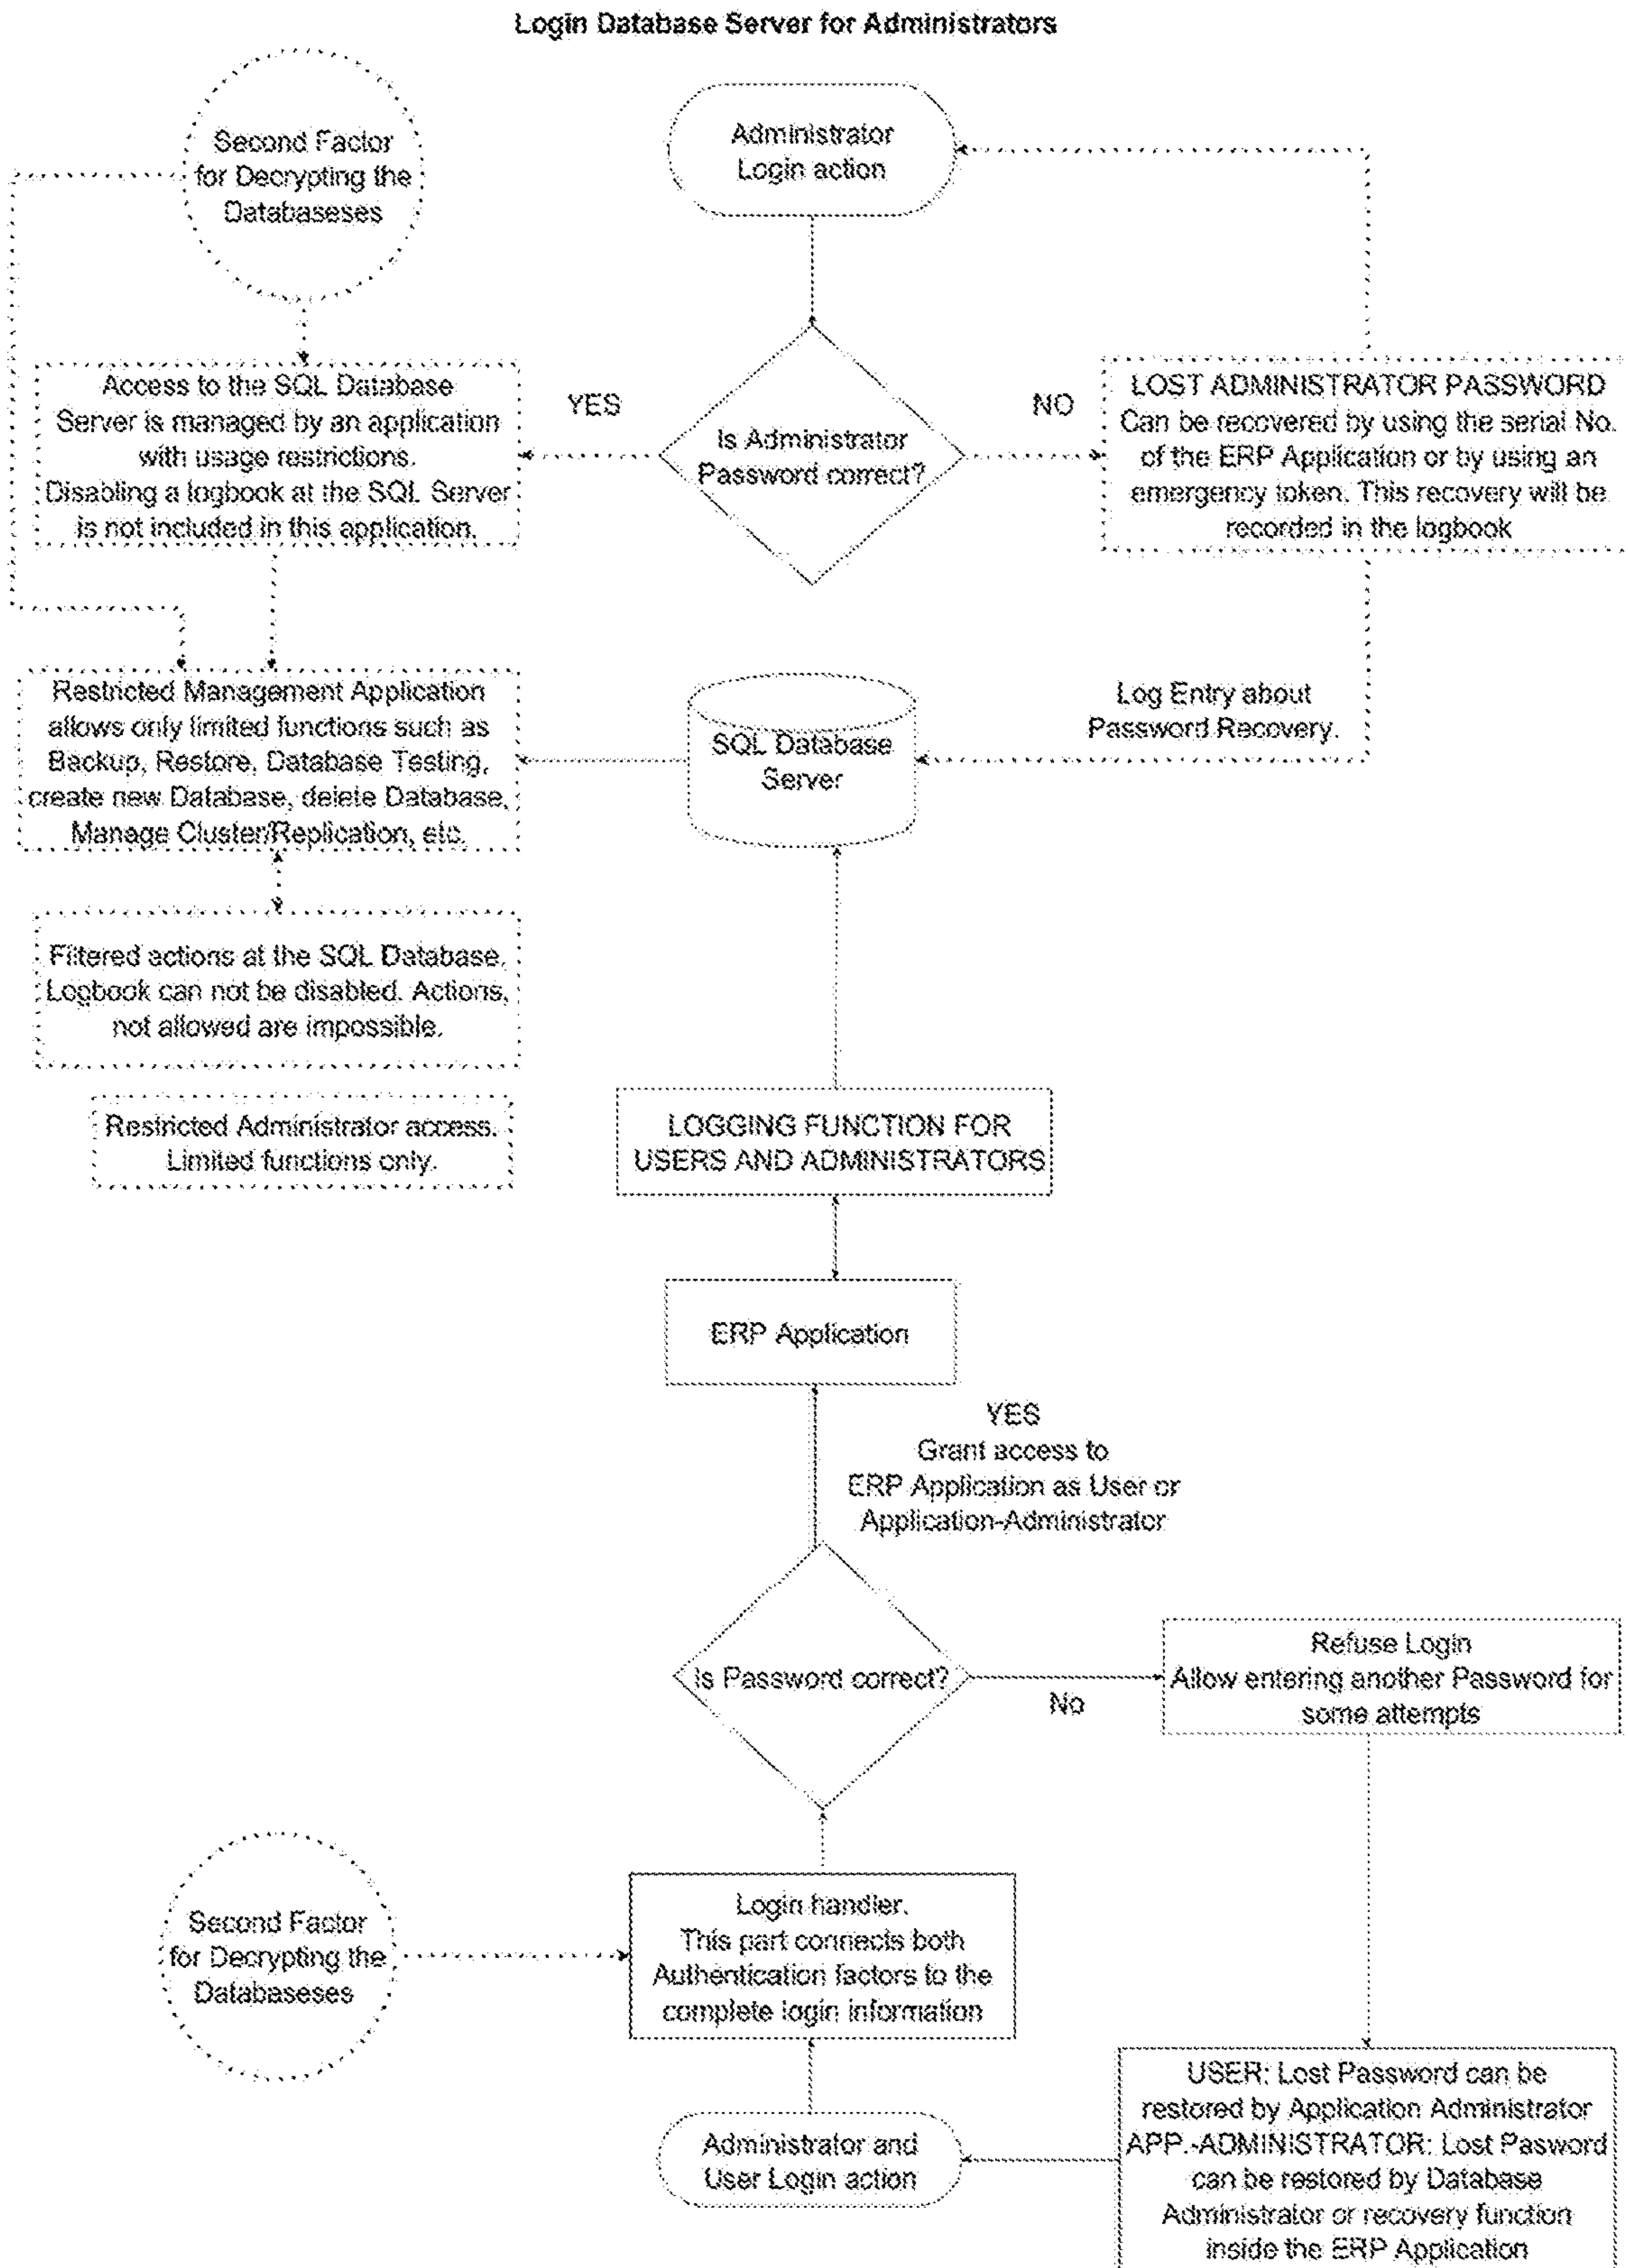 Login Database Server for Administrators
Second Factor
for Decrypting the
Databaseses
Administrator
Login action
Access to the SQL Database
Server is managed by an application
with usage restrictions.
Disabling a logbook at the SQL Server
is not included in this application.
YES
Is Administrator
Password correct?
NO
LOST ADMINISTRATOR PASSWORD
Can be recovered by using the serial No.
of the ERP Application or by using an
emergency token. This recovery will be
recorded in the logbook
Restricted Management Application
allows only limited functions such as
Backup, Restore, Database Testing,
create new Database, delete Database,
Manage Cluster/Replication, etc.
SQL Database
Server
Log Entry about
Password Recovery.
Filtered actions at the SQL Database.
Logbook can not be disabled. Actions,
not allowed are impossible.
Restricted Administrator access.
Limited functions only.
LOGGING FUNCTION FOR
USERS AND ADMINISTRATORS
ERP Application
YES
Grant access to
ERP Application as User or
Application-Administrator
Is Password correct?
No
Refuse Login
Allow entering another Password for
some attempts
Second Factor
for Decrypting the
Databaseses
Login handler.
This part connects both
Authentication factors to the
complete login information
Administrator and
User Login action
USER: Lost Password can be
restored by Application Administrator
APP.-ADMINISTRATOR: Lost Pasword
can be restored by Database
Administrator or recovery function
inside the ERP Application